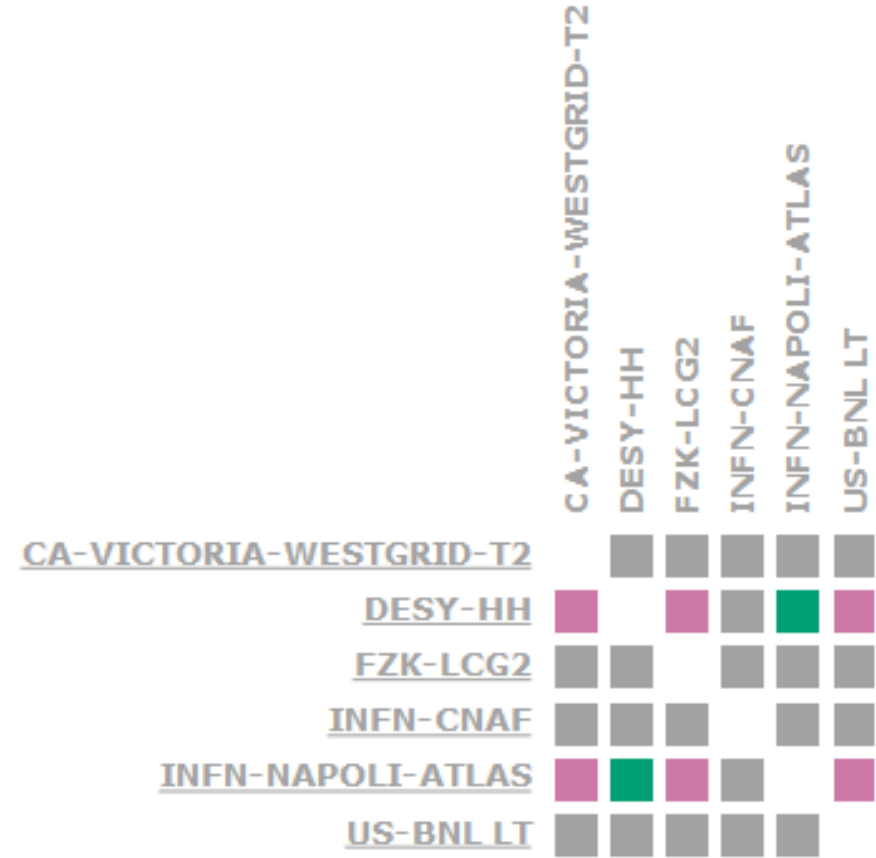 CA-VICTORIA-WESTGRID-T2
DESY-HH
FZK-LCG2
INFN-CNAF
INFN-NAPOLI-ATLAS
US-BNL LT
CA-VICTORIA-WESTGRID-T2
DESY-HH
FZK-LCG2
INFN-CNAF
INFN-NAPOLI-ATLAS
US-BNL LT